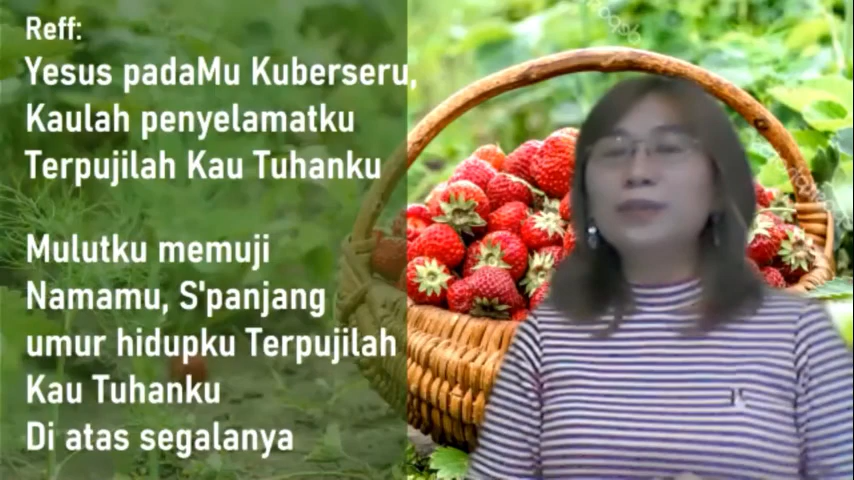 Reff:
Yesus padaMu Kuberseru,
Kaulah penyelamatku
Terpujilah Kau Tuhanku
Mulutku memuji
Namamu, S'panjang
umur hidupku Terpujilah
Kau Tuhanku
Di atas segalanya